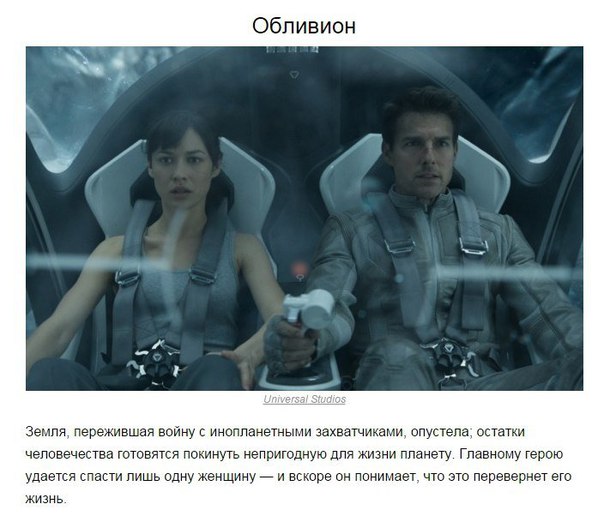 Обливион
Universal Studios
Земля, пережившая войну с инопланетными захватчиками, опустела; остатки
человечества готовятся покинуть непригодную для жизни планету. Главному герою
удается спасти лишь одну женщину — и вскоре он понимает, что это перевернет его
жизнь.